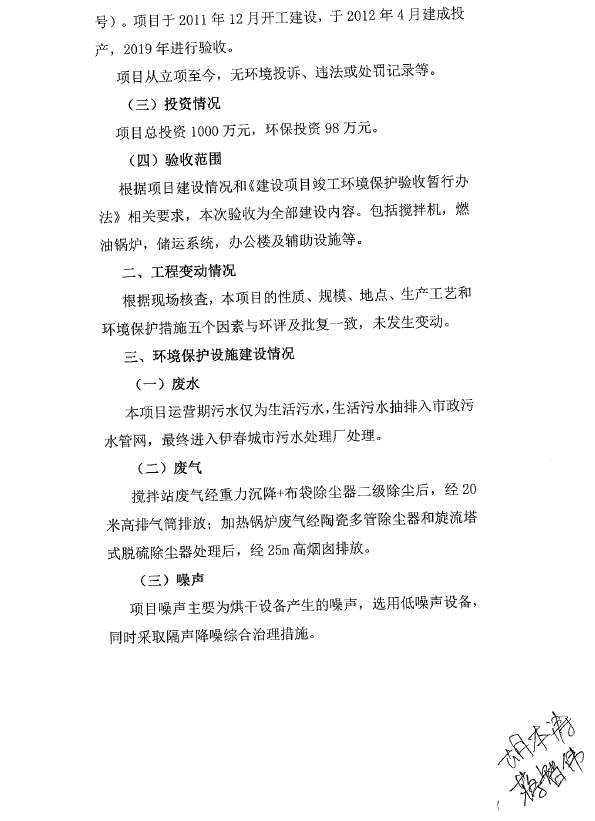 号）。项目于 2011 年 12 月开工建设，于 2012 年 4 月建成投
产，2019 年进行验收。
项目从立项至今，无环境投诉、违法或处罚记录等。
（三）投资情况
项目总投资 1000 万元，环保投资 98 万元。
（四）验收范围
根据项目建设情况和《建设项目竣工环境保护验收暂行办
法》相关要求，本次验收为全部建设内容。包括搅拌机，燃
油锅炉，储运系统，办公楼及辅助设施等。
二、工程变动情况
根据现场核查，本项目的性质、规模、地点、生产工艺和
环境保护措施五个因素与环评及批复一致，未发生变动。
三、环境保护设施建设情况
（一）废水
本项目运营期污水仅为生活污水，生活污水抽排入市政污
水管网，最终进入伊春城市污水处理厂处理。
（二）废气
搅拌站废气经重力沉降+布袋除尘器二级除尘后，经 20
米高排气筒排放；加热锅炉废气经陶瓷多管除尘器和旋流塔
式脱硫除尘器处理后，经 25m 高烟囱排放。
（三）噪声
项目噪声主要为烘干设备产生的噪声，选用低噪声设备，
同时采取隔声降噪综合治理措施。
胡本涛